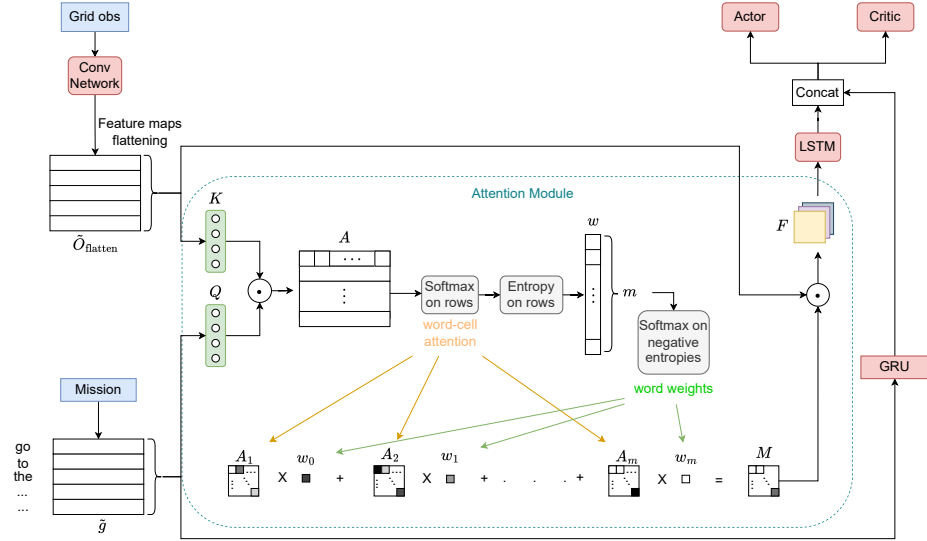 Grid obs
Actor
Critic
Conv
Network
Concat
Feature maps
flattening
LSTM
Attention Module
K
w
F
Õ_flatten
A
...
Q
Softmax
on rows
Entropy
on rows
m
word-cell
attention
Softmax on
negative
entropies
GRU
Mission
word weights
go
to
the
...
...
A_1
w_0
A_2
w_1
A_m
w_m
M
X
+
X
+ . . . +
X
=
g̃